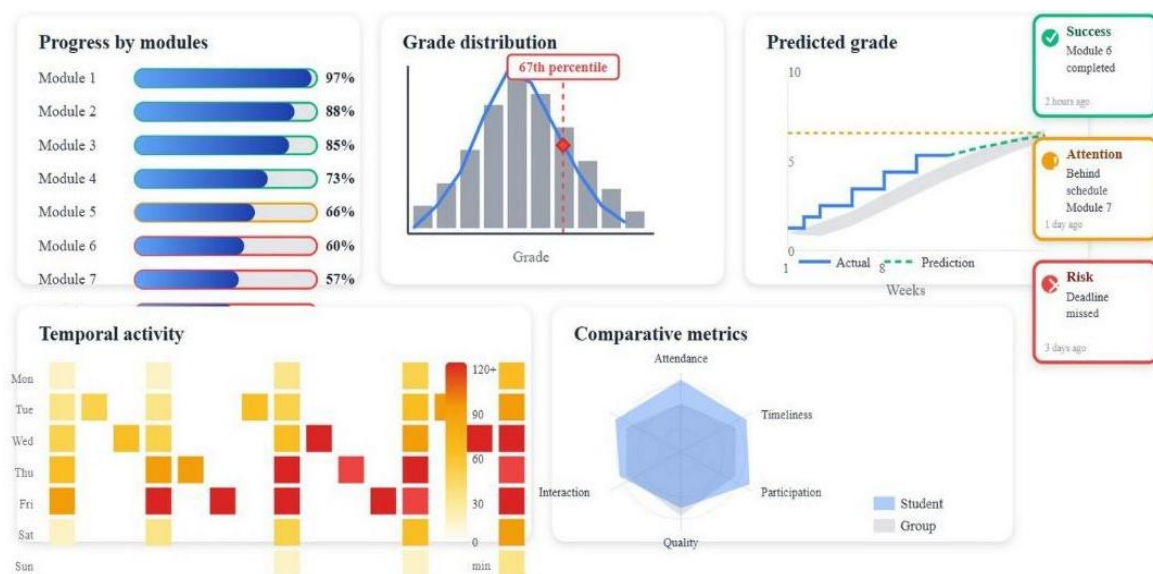 Progress by modules
Module 1 97%
Module 2 88%
Module 3 85%
Module 4 73%
Module 5 66%
Module 6 60%
Module 7 57%
Grade distribution
67th percentile
Grade
Predicted grade
10
5
0
1 8
Actual Prediction
Weeks
Success
Module 6
completed
2 hours ago
Attention
Behind
schedule
Module 7
1 day ago
Risk
Deadline
missed
3 days ago
Temporal activity
Mon
Tue
Wed
Thu
Fri
Sat
Sun
120+
90
60
30
0
min
Comparative metrics
Attendance
Timeliness
Participation
Quality
Interaction
Student
Group